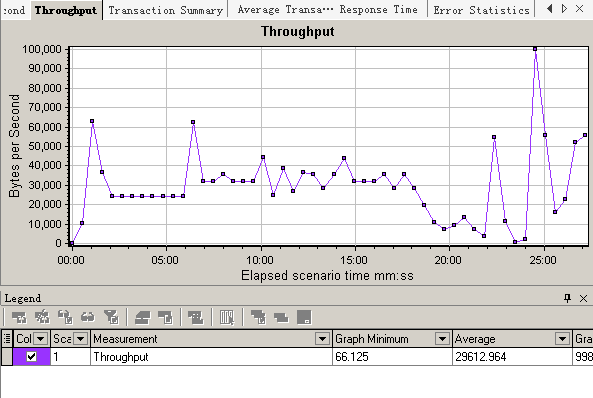 cond Throughput Transaction Summary Average Transa… Response Time Error Statistics
Throughput
100,000
90,000
80,000
70,000
60,000
50,000
40,000
30,000
20,000
10,000
0
Bytes per Second
00:00 05:00 10:00 15:00 20:00 25:00
Elapsed scenario time mm:ss
Legend
Col Sca Measurement Graph Minimum Average Gra
1 Throughput 66.125 29612.964 998